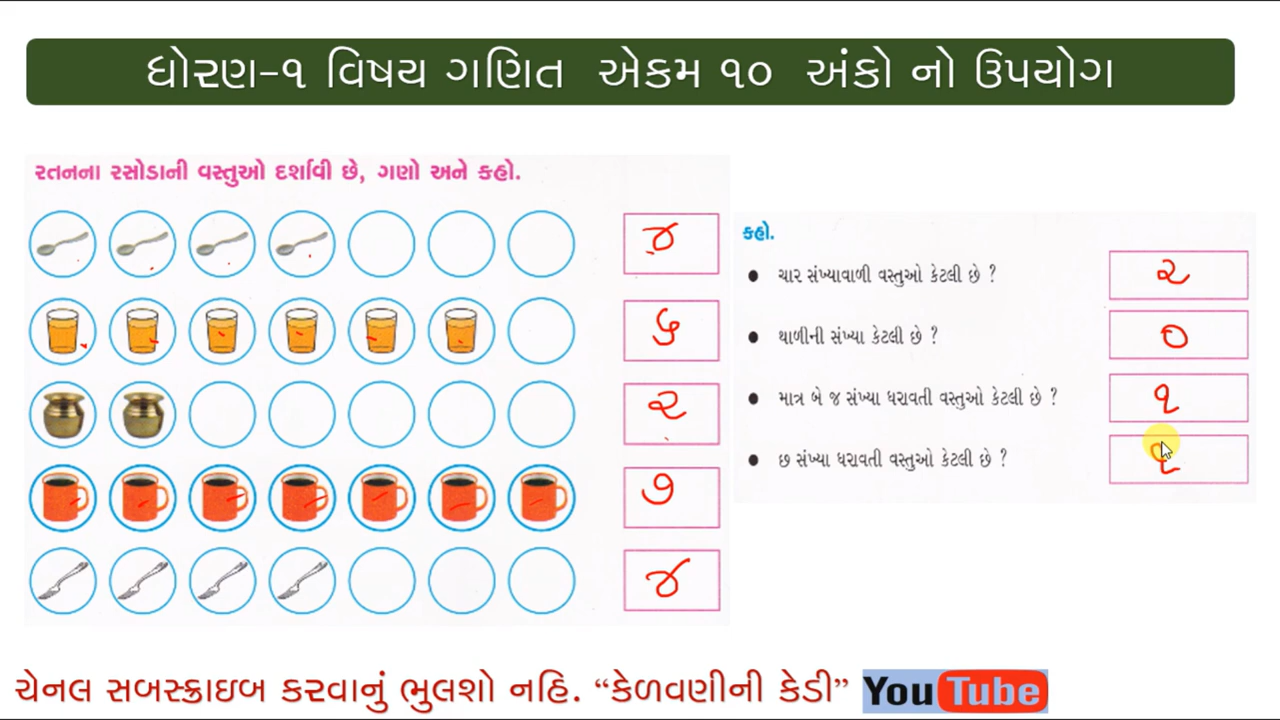 ધોરણ-૧ વિષય ગણિત એકમ ૧૦ અંકો નો ઉપયોગ
રતનના રસોડાની વસ્તુઓ દર્શાવી છે, ગણો અને કહો.
૪
૬
૨
૭
૪
કહો.
• ચાર સંખ્યાવાળી વસ્તુઓ કેટલી છે ? ૨
• થાળીની સંખ્યા કેટલી છે ? ૦
• માત્ર બે જ સંખ્યા ધરાવતી વસ્તુઓ કેટલી છે ? ૧
• છ સંખ્યા ધરાવતી વસ્તુઓ કેટલી છે ? ૧
ચેનલ સબસ્ક્રાઇબ કરવાનું ભુલશો નહિ. “કેળવણીની કેડી” YouTube